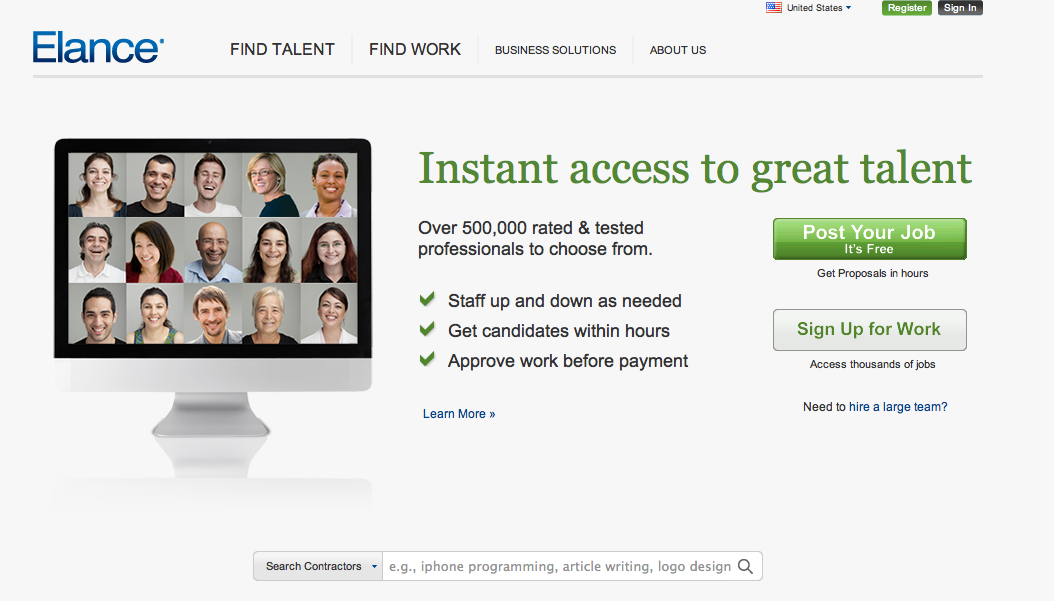 United States
Register
Sign In
Elance
FIND TALENT
FIND WORK
BUSINESS SOLUTIONS
ABOUT US
Instant access to great talent
Over 500,000 rated & tested
professionals to choose from.
Staff up and down as needed
Get candidates within hours
Approve work before payment
Learn More »
Post Your Job
It's Free
Get Proposals in hours
Sign Up for Work
Access thousands of jobs
Need to hire a large team?
Search Contractors
e.g., iphone programming, article writing, logo design